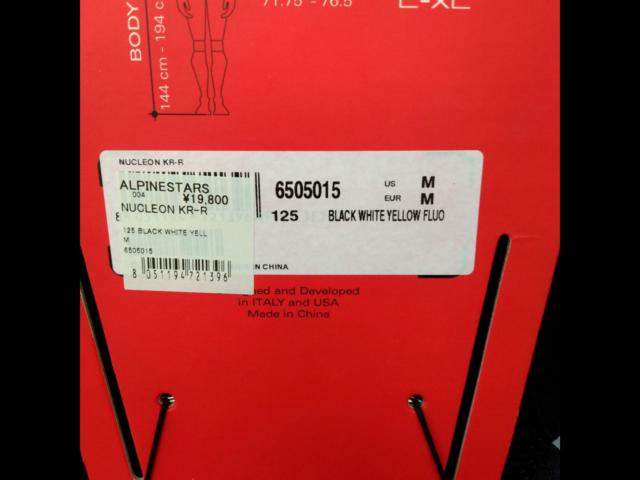 71.75 - 76.5
BODY
144 cm - 194 c
NUCLEON KR-R
ALPINESTARS
004
¥19,800
NUCLEON KR-R
125 BLACK WHITE YELL
M
6505015
8 051194 721396
6505015
US M
EUR M
125 BLACK WHITE YELLOW FLUO
IN CHINA
ned and Developed
in ITALY and USA
Made in China